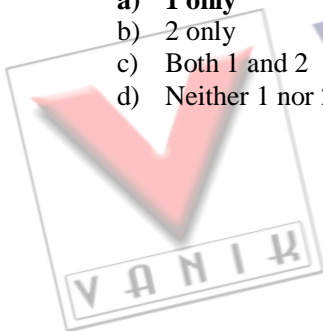 a) 1 only
b) 2 only
c) Both 1 and 2
d) Neither 1 nor
VANIK